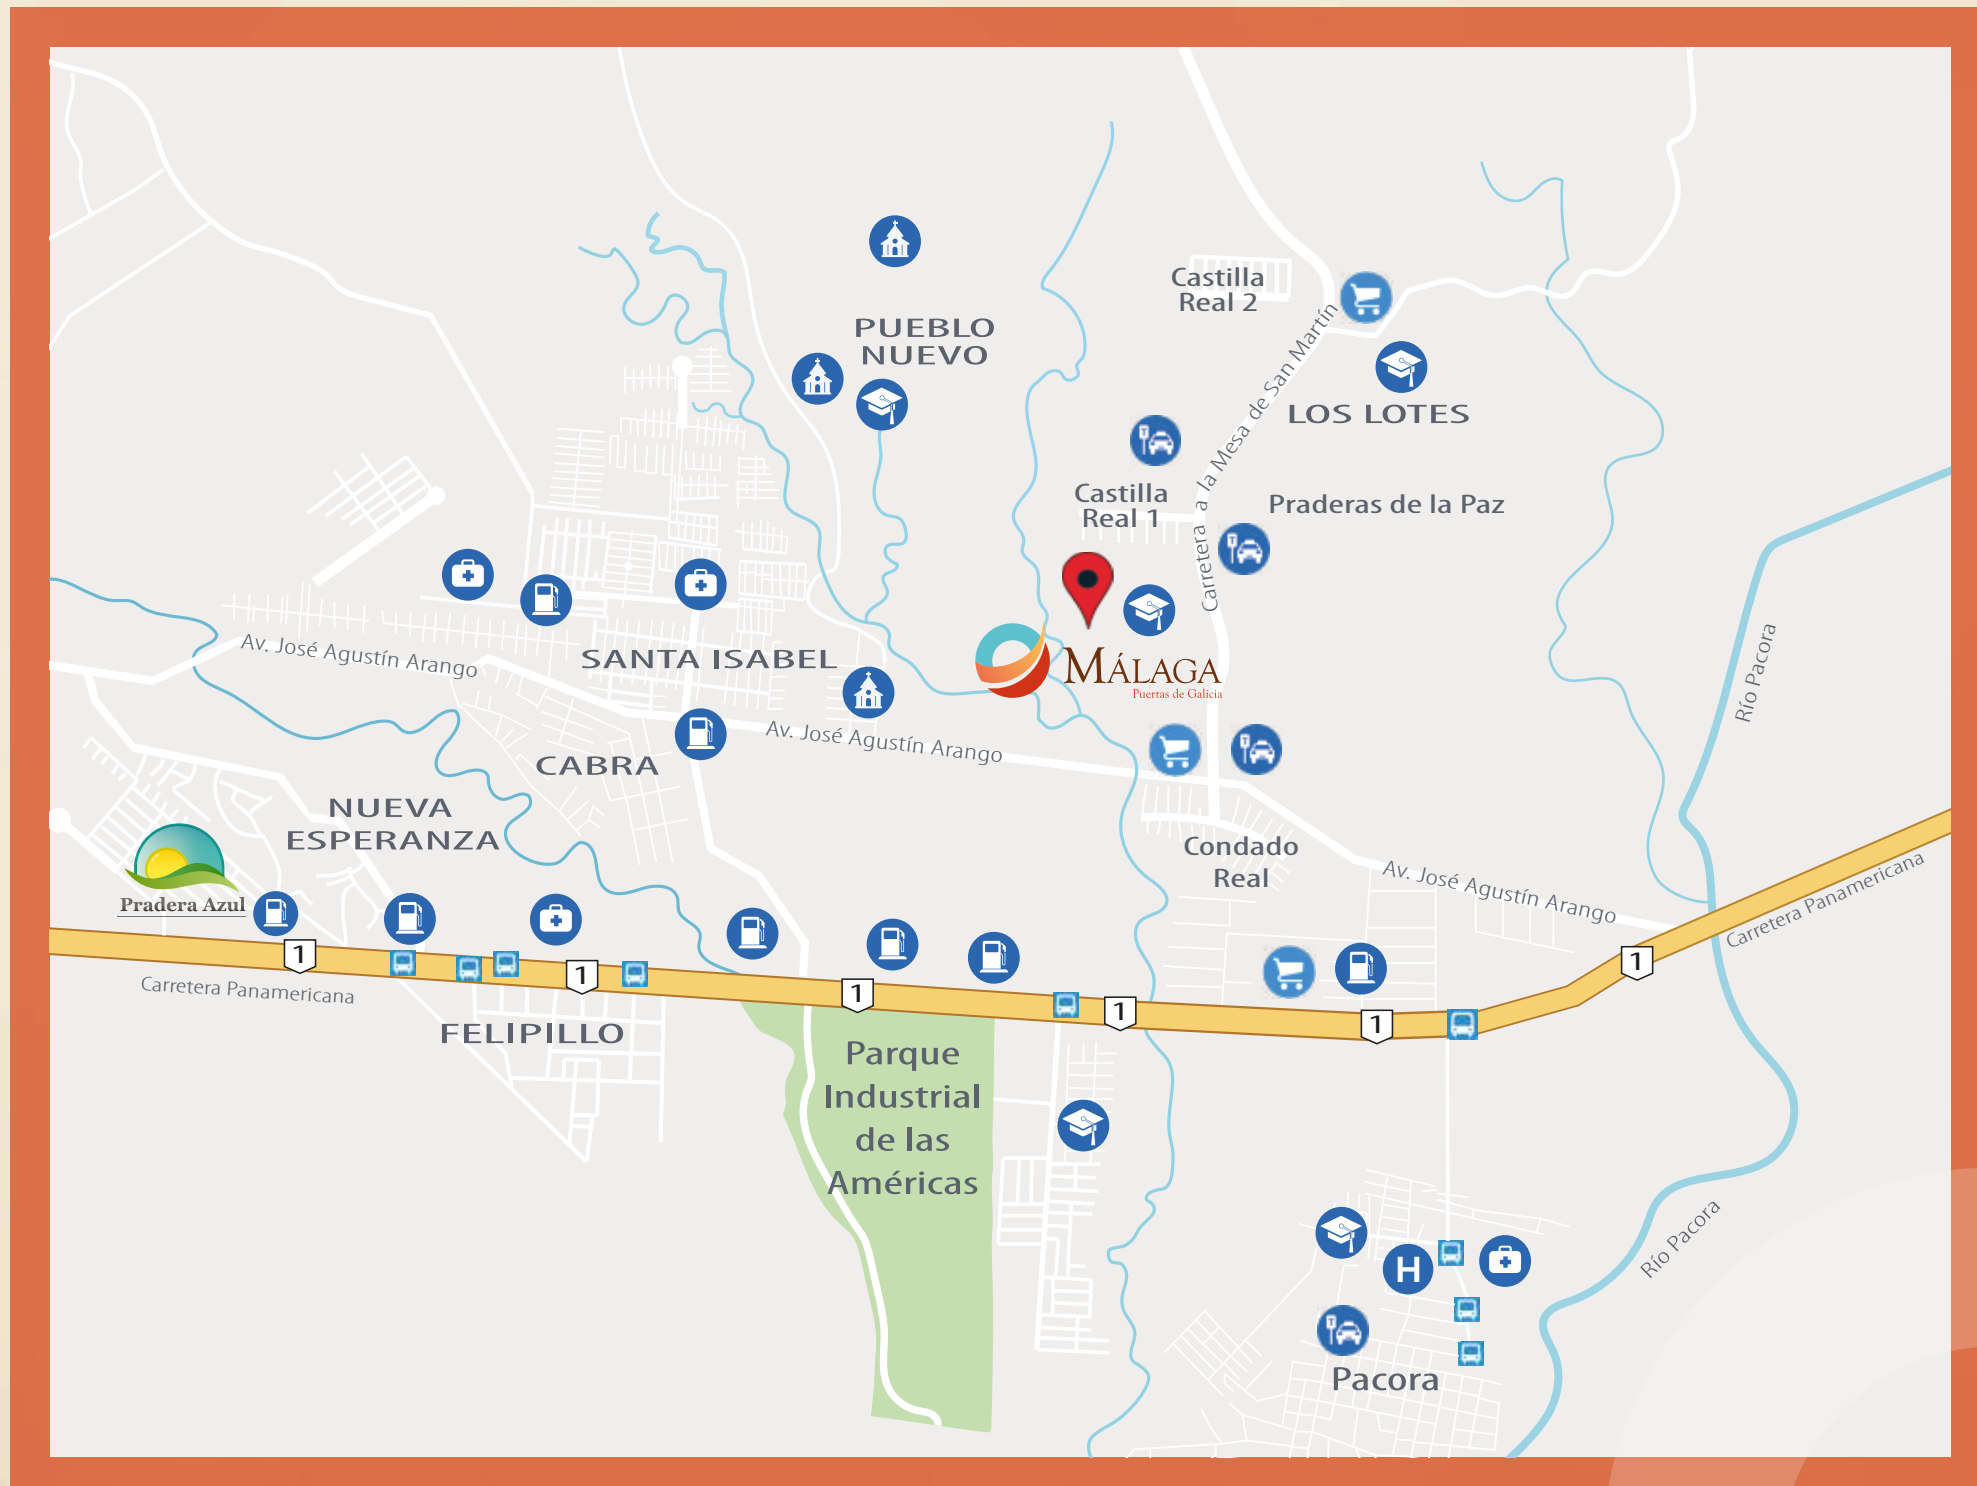 Castilla
Real 2
PUEBLO
NUEVO
Carretera a la Mesa de San Martín
LOS LOTES
Castilla
Real 1
Praderas de la Paz
Av. José Agustín Arango
SANTA ISABEL
MÁLAGA
Puertas de Galicia
Río Pacora
Av. José Agustín Arango
CABRA
NUEVA
ESPERANZA
Condado
Real
Av. José Agustín Arango
Carretera Panamericana
Pradera Azul
1
1
1
1
1
1
Carretera Panamericana
FELIPILLO
Parque
Industrial
de las
Américas
Río Pacora
H
T
T
T
T
Pacora